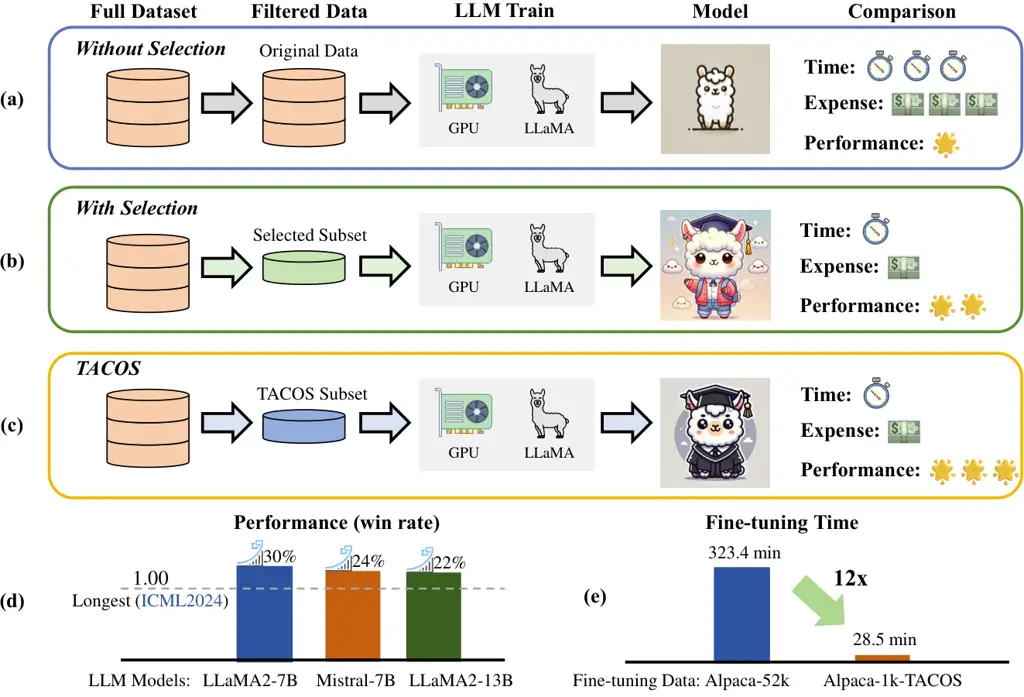 Full Dataset Filtered Data LLM Train Model Comparison
(a)
Without Selection
Original Data
GPU LLaMA
Time:
Expense:
Performance:
(b)
With Selection
Selected Subset
GPU LLaMA
Time:
Expense:
Performance:
(c)
TACOS
TACOS Subset
GPU LLaMA
Time:
Expense:
Performance:
(d)
Performance (win rate)
30% 24% 22%
1.00
Longest (ICML2024)
LLM Models: LLaMA2-7B Mistral-7B LLaMA2-13B
(e)
Fine-tuning Time
323.4 min
12x
28.5 min
Fine-tuning Data: Alpaca-52k Alpaca-1k-TACOS